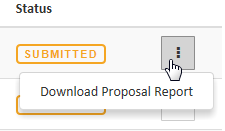 Status
SUBMITTED
Download Proposal Report